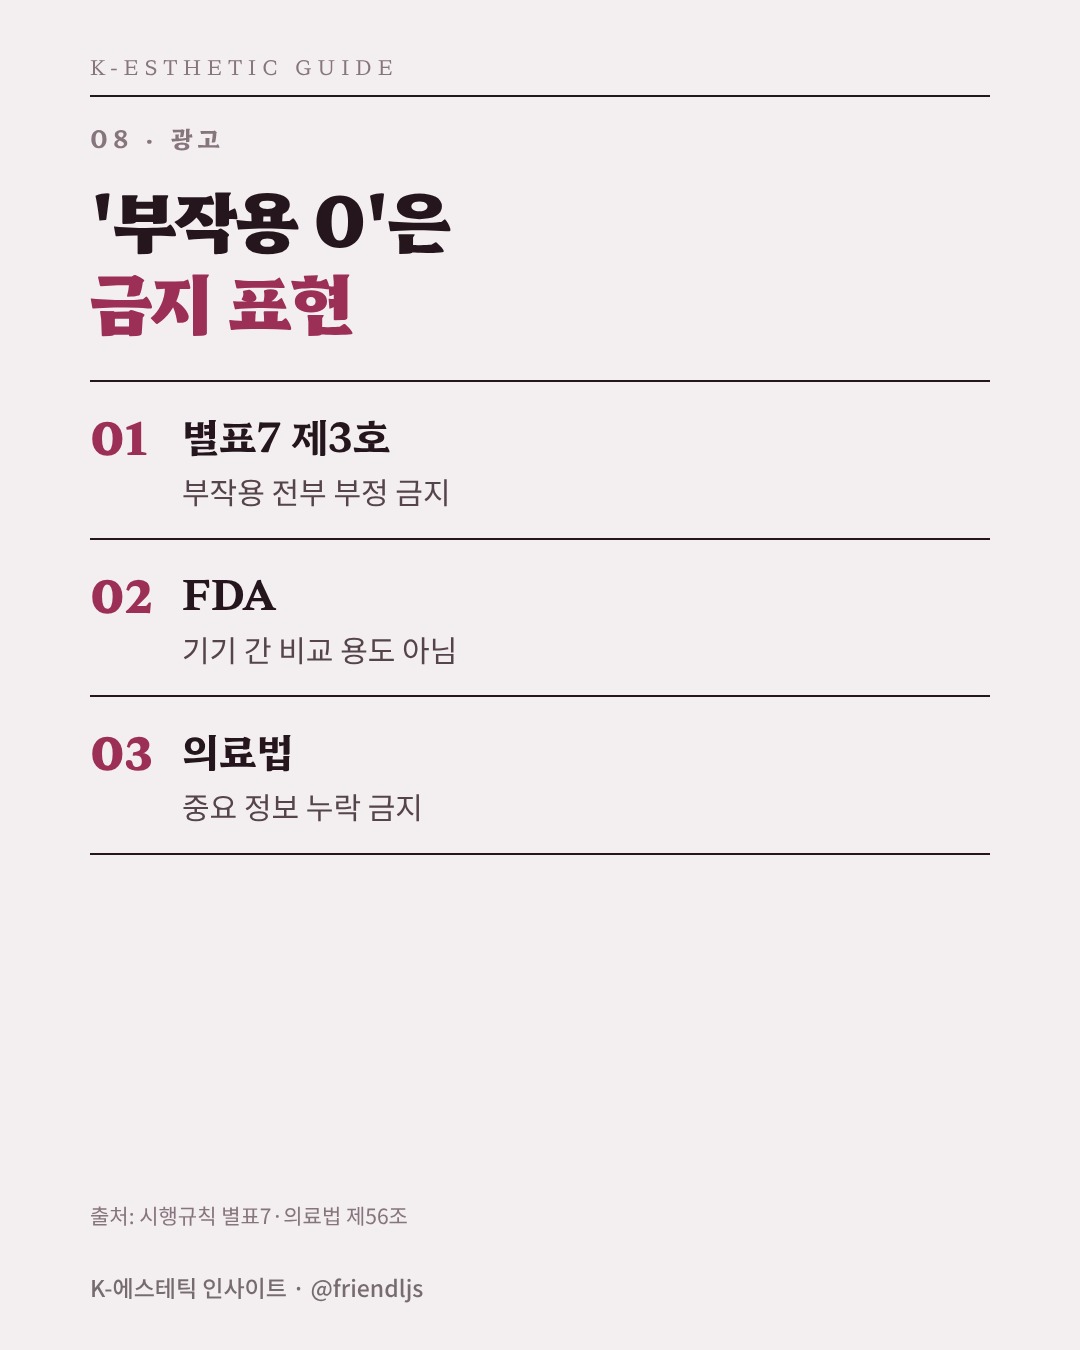 K-ESTHETIC GUIDE
08 · 광고
'부작용 0'은
금지 표현
01 별표7 제3호
부작용 전부 부정 금지
02 FDA
기기 간 비교 용도 아님
03 의료법
중요 정보 누락 금지
출처: 시행규칙 별표7·의료법 제56조
K-에스테틱 인사이트 · @friendljs